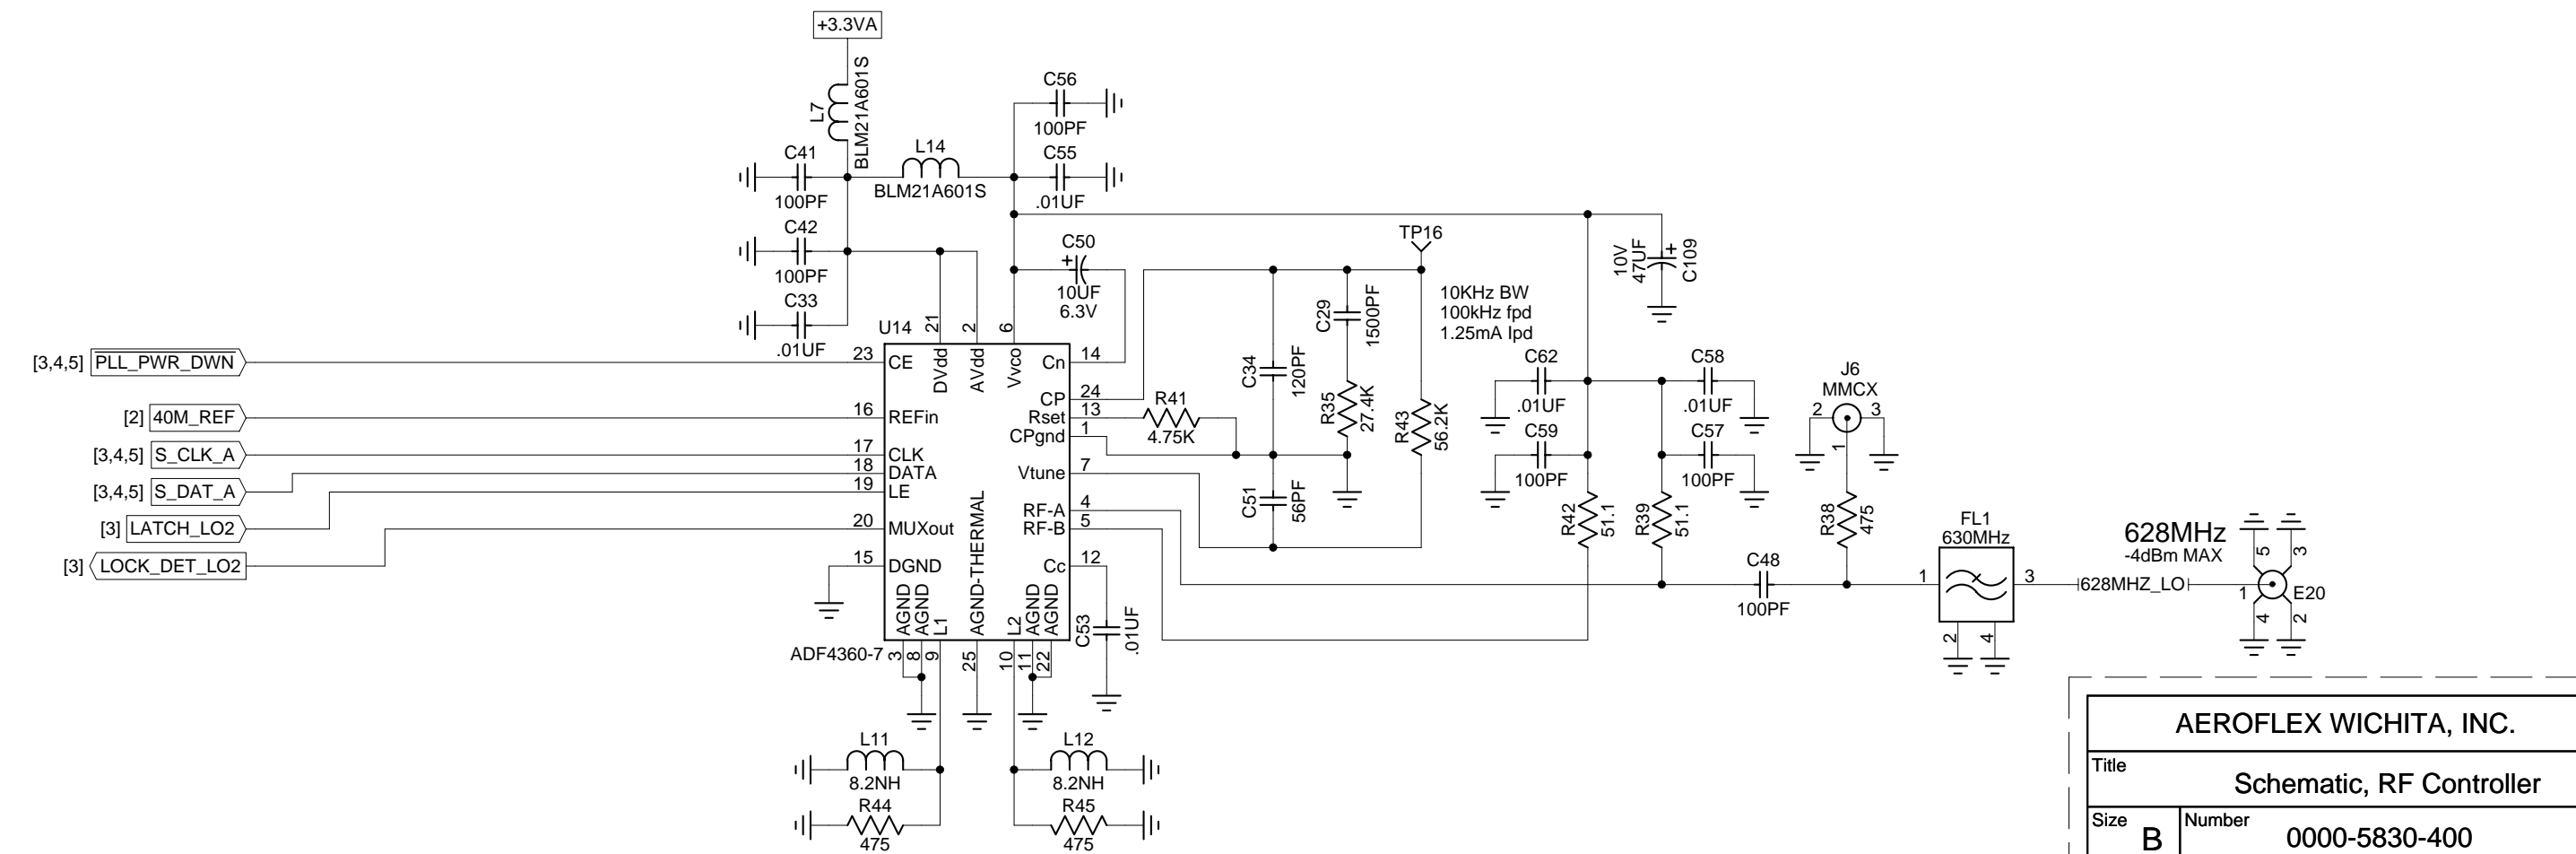 +3.3VA
L7
BLM21A601S
C56
100PF
C41
100PF
L14
BLM21A601S
C55
.01UF
C42
100PF
C50
10UF
6.3V
TP16
10V
47UF
C109
C33
.01UF
U14
21
2
6
10KHz BW
100kHz fpd
1.25mA Ipd
C29
1500PF
C34
120PF
R35
27.4K
R43
56.2K
[3,4,5] PLL_PWR_DWN
23
CE
DVdd
AVdd
Vvco
Cn
14
CP
24
[2] 40M_REF
16
REFin
Rset
13
R41
4.75K
CPgnd
1
[3,4,5] S_CLK_A
17
CLK
[3,4,5] S_DAT_A
18
DATA
Vtune
7
[3] LATCH_LO2
19
LE
RF-A
4
[3] LOCK_DET_LO2
20
MUXout
RF-B
5
15
DGND
Cc
12
AGND
AGND
L1
AGND-THERMAL
L2
AGND
AGND
C51
56PF
C53
.01UF
C62
.01UF
C58
.01UF
C59
100PF
C57
100PF
R42
51.1
R39
51.1
J6
MMCX
2
3
1
R38
475
C48
100PF
FL1
630MHz
1
3
2
4
628MHz
-4dBm MAX
628MHZ_LO
5
3
1
E20
4
2
ADF4360-7
3
8
9
25
10
11
22
L11
8.2NH
R44
475
L12
8.2NH
R45
475
AEROFLEX WICHITA, INC.
Title
Schematic, RF Controller
Size
B
Number
0000-5830-400